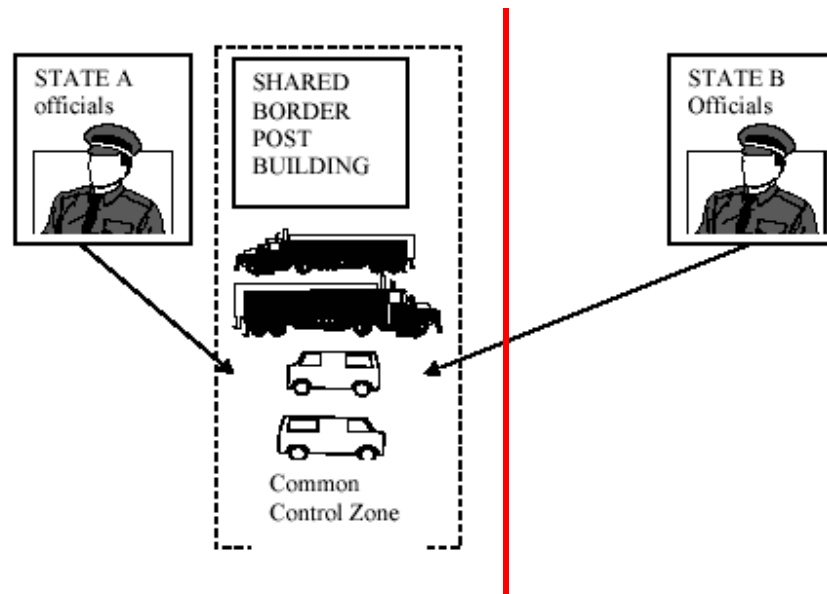 STATE A
officials
SHARED
BORDER
POST
BUILDING
STATE B
Officials
Common
Control Zone